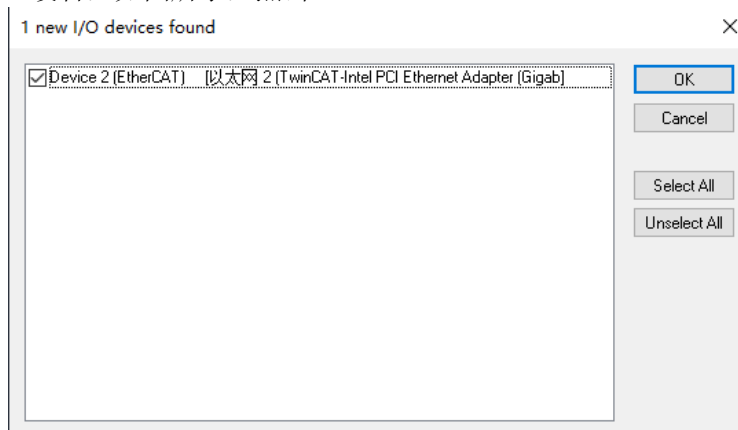 1 new I/O devices found
Device 2 (EtherCAT) [以太网 2 (TwinCAT-Intel PCI Ethernet Adapter (Gigab]
OK
Cancel
Select All
Unselect All